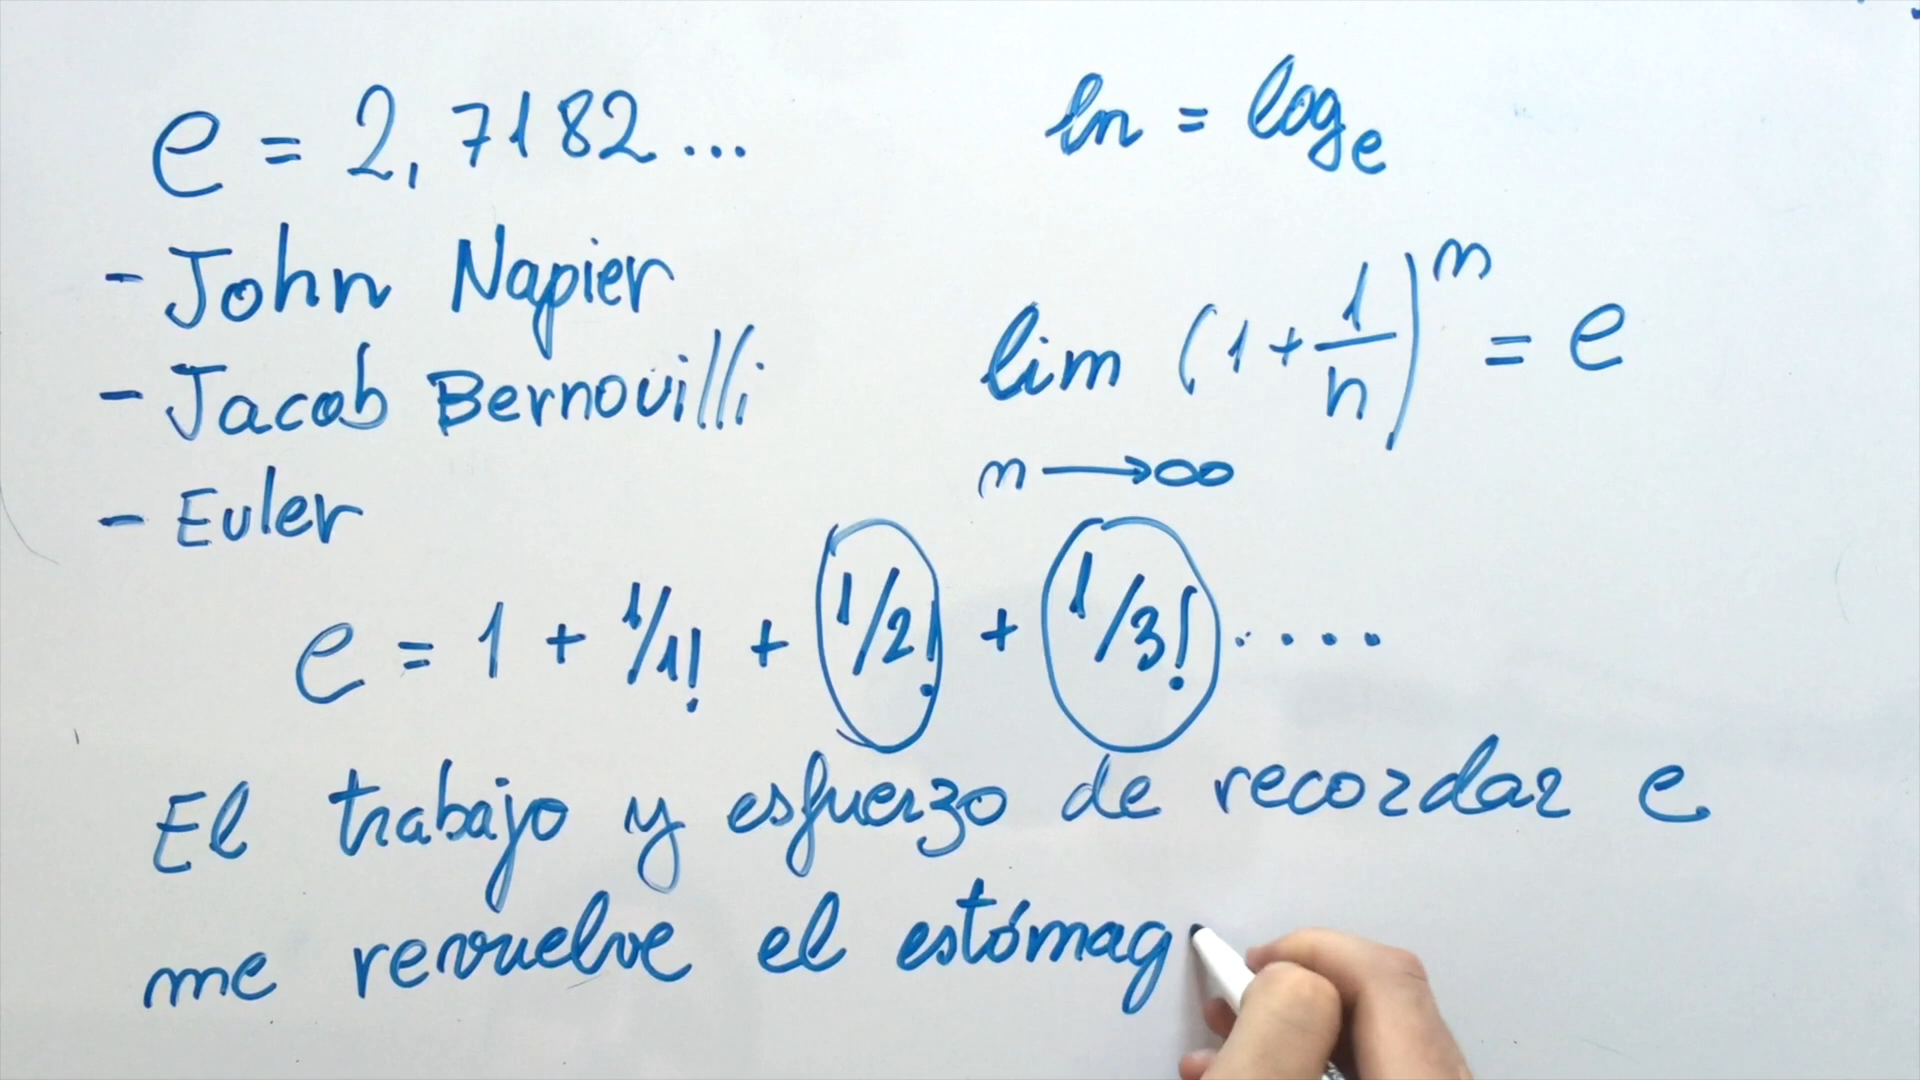 e = 2,7182...
ln = logₑ
- John Napier
- Jacob Bernouilli
lim (1 + 1/n)ⁿ = e
n → ∞
- Euler
e = 1 + 1/1! + 1/2! + 1/3! .....
El trabajo y esfuerzo de recordar e
me revuelve el estómag